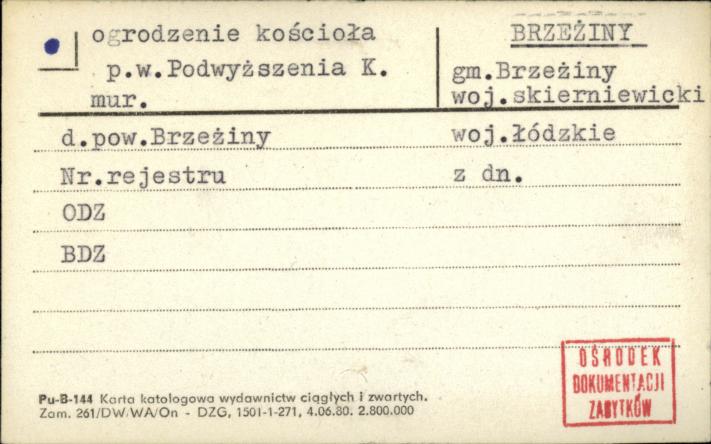 ogrodzenie kościoła
p.w.Podwyższenia K.
mur.
BRZEŻINY
gm.Brzeżiny
woj.skierniewicki
d.pow.Brzeżiny woj.łódzkie
Nr.rejestru z dn.
ODZ
BDZ
Pu-B-144 Karta katologowa wydawnictw ciągłych i zwartych.
Zam. 261/DW/WA/On - DZG, 1501-1-271, 4.06.80. 2.800.000
OŚRODEK
DOKUMENTACJI
ZABYTKÓW